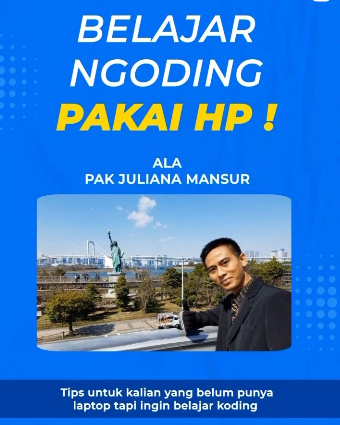 BELAJAR
NGODING
PAKAI HP !
ALA
PAK JULIANA MANSUR
Tips untuk kalian yang belum punya
laptop tapi ingin belajar koding